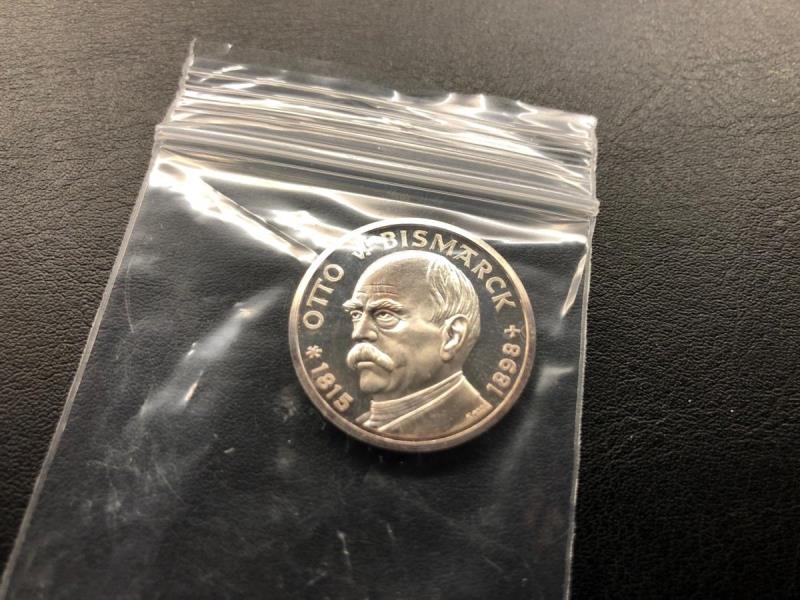 OTTO V. BISMARCK
* 1815
1898 +